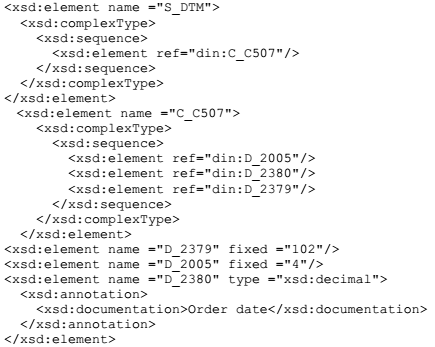 <xsd:element name ="S_DTM">
  <xsd:complexType>
    <xsd:sequence>
      <xsd:element ref="din:C_C507"/>
    </xsd:sequence>
  </xsd:complexType>
</xsd:element>
 <xsd:element name ="C_C507">
    <xsd:complexType>
      <xsd:sequence>
        <xsd:element ref="din:D_2005"/>
        <xsd:element ref="din:D_2380"/>
        <xsd:element ref="din:D_2379"/>
      </xsd:sequence>
    </xsd:complexType>
  </xsd:element>
<xsd:element name ="D_2379" fixed ="102"/>
<xsd:element name ="D_2005" fixed ="4"/>
<xsd:element name ="D_2380" type ="xsd:decimal">
  <xsd:annotation>
    <xsd:documentation>Order date</xsd:documentation>
  </xsd:annotation>
</xsd:element>